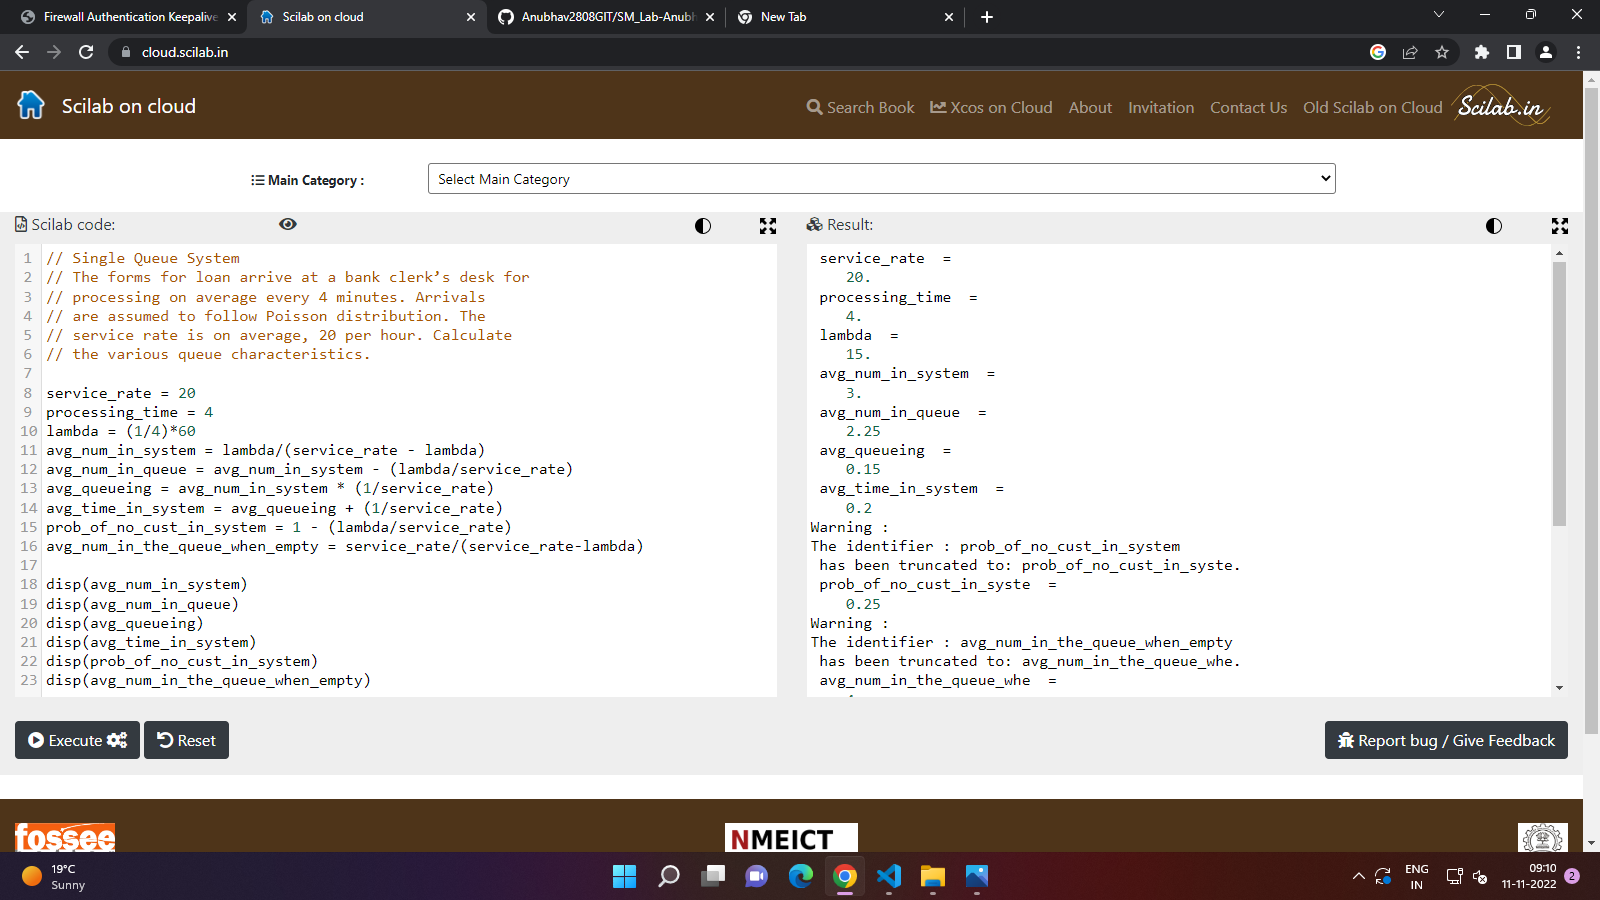 Firewall Authentication Keepalive
Scilab on cloud
Anubhav2808GIT/SM_Lab-Anubh
New Tab
cloud.scilab.in
Scilab on cloud
Search Book
Xcos on Cloud
About
Invitation
Contact Us
Old Scilab on Cloud
Scilab.in
Main Category :
Select Main Category
Scilab code:
1 // Single Queue System
2 // The forms for loan arrive at a bank clerk’s desk for
3 // processing on average every 4 minutes. Arrivals
4 // are assumed to follow Poisson distribution. The
5 // service rate is on average, 20 per hour. Calculate
6 // the various queue characteristics.
7
8 service_rate = 20
9 processing_time = 4
10 lambda = (1/4)*60
11 avg_num_in_system = lambda/(service_rate - lambda)
12 avg_num_in_queue = avg_num_in_system - (lambda/service_rate)
13 avg_queueing = avg_num_in_system * (1/service_rate)
14 avg_time_in_system = avg_queueing + (1/service_rate)
15 prob_of_no_cust_in_system = 1 - (lambda/service_rate)
16 avg_num_in_the_queue_when_empty = service_rate/(service_rate-lambda)
17
18 disp(avg_num_in_system)
19 disp(avg_num_in_queue)
20 disp(avg_queueing)
21 disp(avg_time_in_system)
22 disp(prob_of_no_cust_in_system)
23 disp(avg_num_in_the_queue_when_empty)
Result:
service_rate =
20.
processing_time =
4.
lambda =
15.
avg_num_in_system =
3.
avg_num_in_queue =
2.25
avg_queueing =
0.15
avg_time_in_system =
0.2
Warning :
The identifier : prob_of_no_cust_in_system
has been truncated to: prob_of_no_cust_in_syste.
prob_of_no_cust_in_syste =
0.25
Warning :
The identifier : avg_num_in_the_queue_when_empty
has been truncated to: avg_num_in_the_queue_whe.
avg_num_in_the_queue_whe =
Execute
Reset
Report bug / Give Feedback
fossee
NMEICT
19°C
Sunny
ENG
IN
09:10
11-11-2022
2